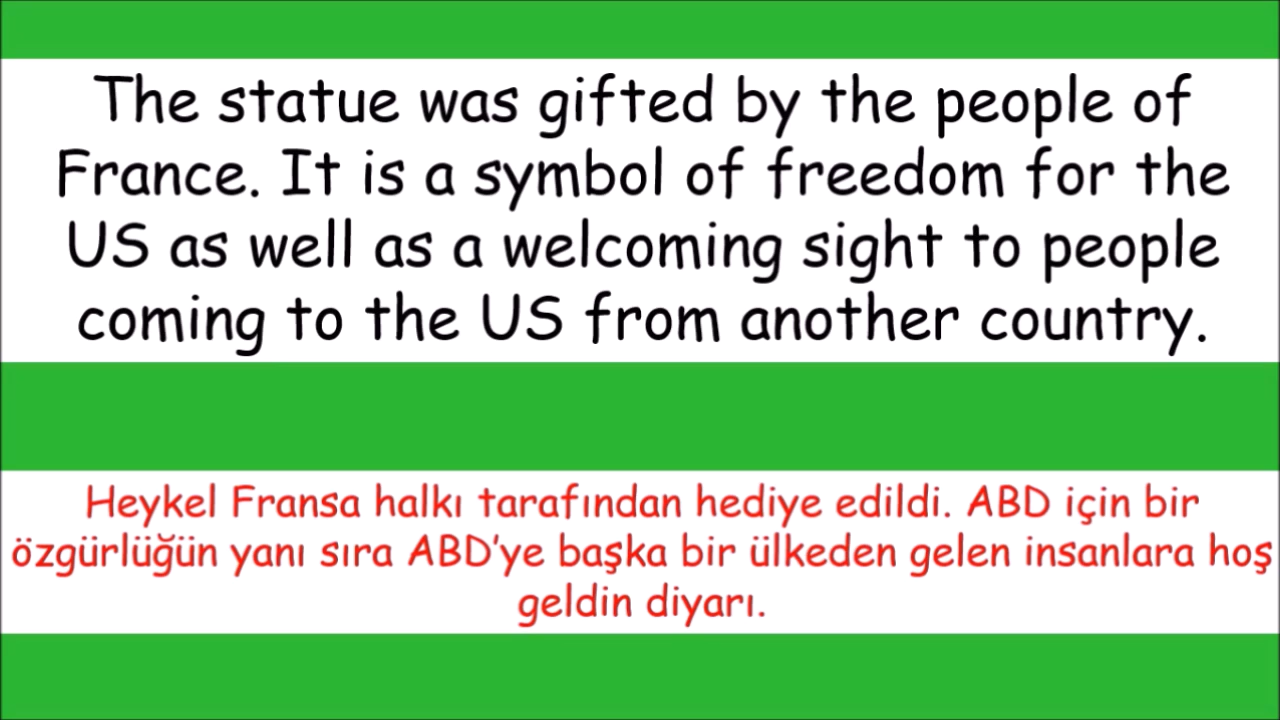 The statue was gifted by the people of
France. It is a symbol of freedom for the
US as well as a welcoming sight to people
coming to the US from another country.
Heykel Fransa halkı tarafından hediye edildi. ABD için bir
özgürlüğün yanı sıra ABD’ye başka bir ülkeden gelen insanlara hoş
geldin diyarı.